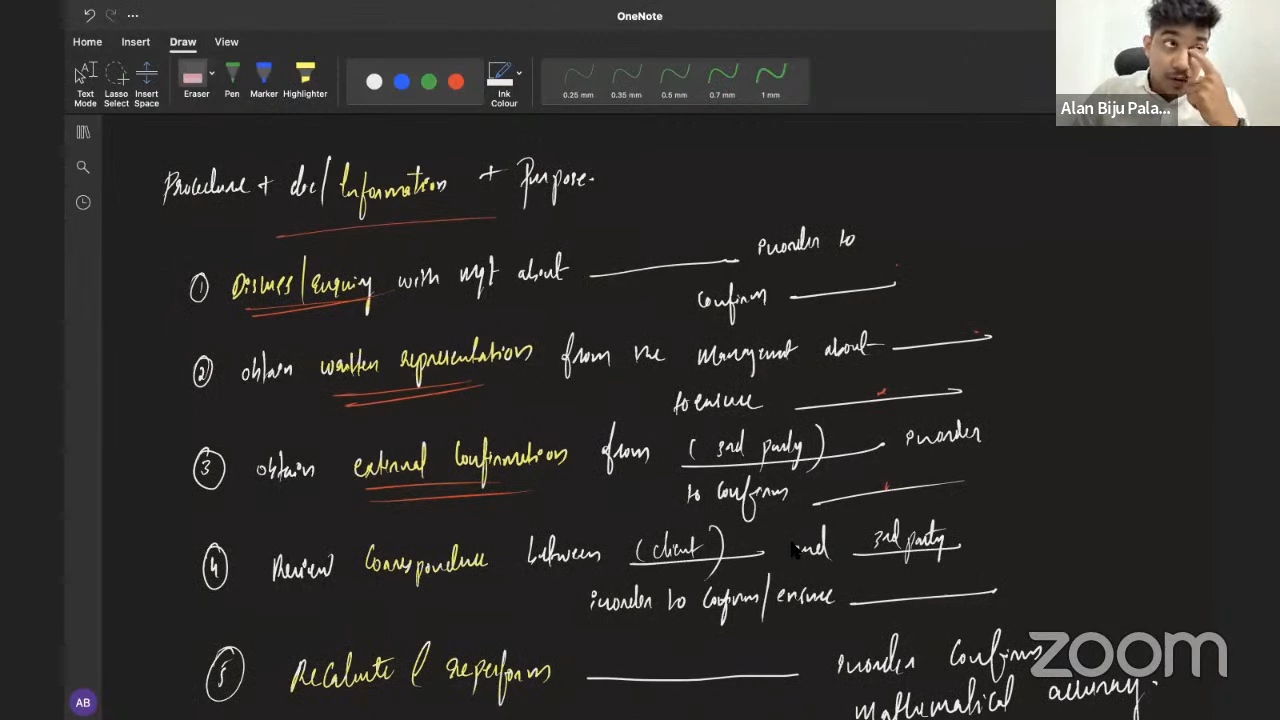 OneNote
Home Insert Draw View
Text Mode Lasso Select Insert Space Eraser Pen Marker Highlighter Ink Colour 0.25 mm 0.35 mm 0.5 mm 0.7 mm 1 mm
Alan Biju Pala...
Procedure + doc/Information + Purpose.
① Discuss/Enquiry with mgt about ______ inorder to
confirm ______
② obtain written representation from the management about ______
to ensure ______
③ obtain external confirmation from (3rd party) inorder
to confirm ______
④ Review Correspondence between (client) and 3rd party
inorder to confirm/ensure ______
⑤ Recalculate & reperform ______ inorder confirm
mathematical accuracy.
zoom
AB